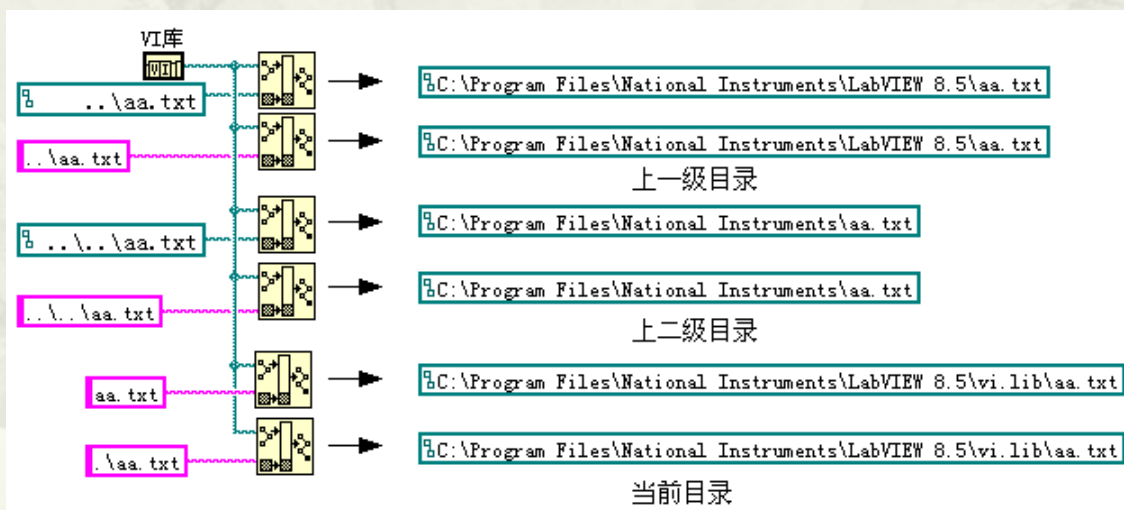 VI库
VI
..\aa.txt
C:\Program Files\National Instruments\LabVIEW 8.5\aa.txt
..\aa.txt
C:\Program Files\National Instruments\LabVIEW 8.5\aa.txt
上一级目录
..\..\aa.txt
C:\Program Files\National Instruments\aa.txt
..\..\aa.txt
C:\Program Files\National Instruments\aa.txt
上二级目录
aa.txt
C:\Program Files\National Instruments\LabVIEW 8.5\vi.lib\aa.txt
.\aa.txt
C:\Program Files\National Instruments\LabVIEW 8.5\vi.lib\aa.txt
当前目录